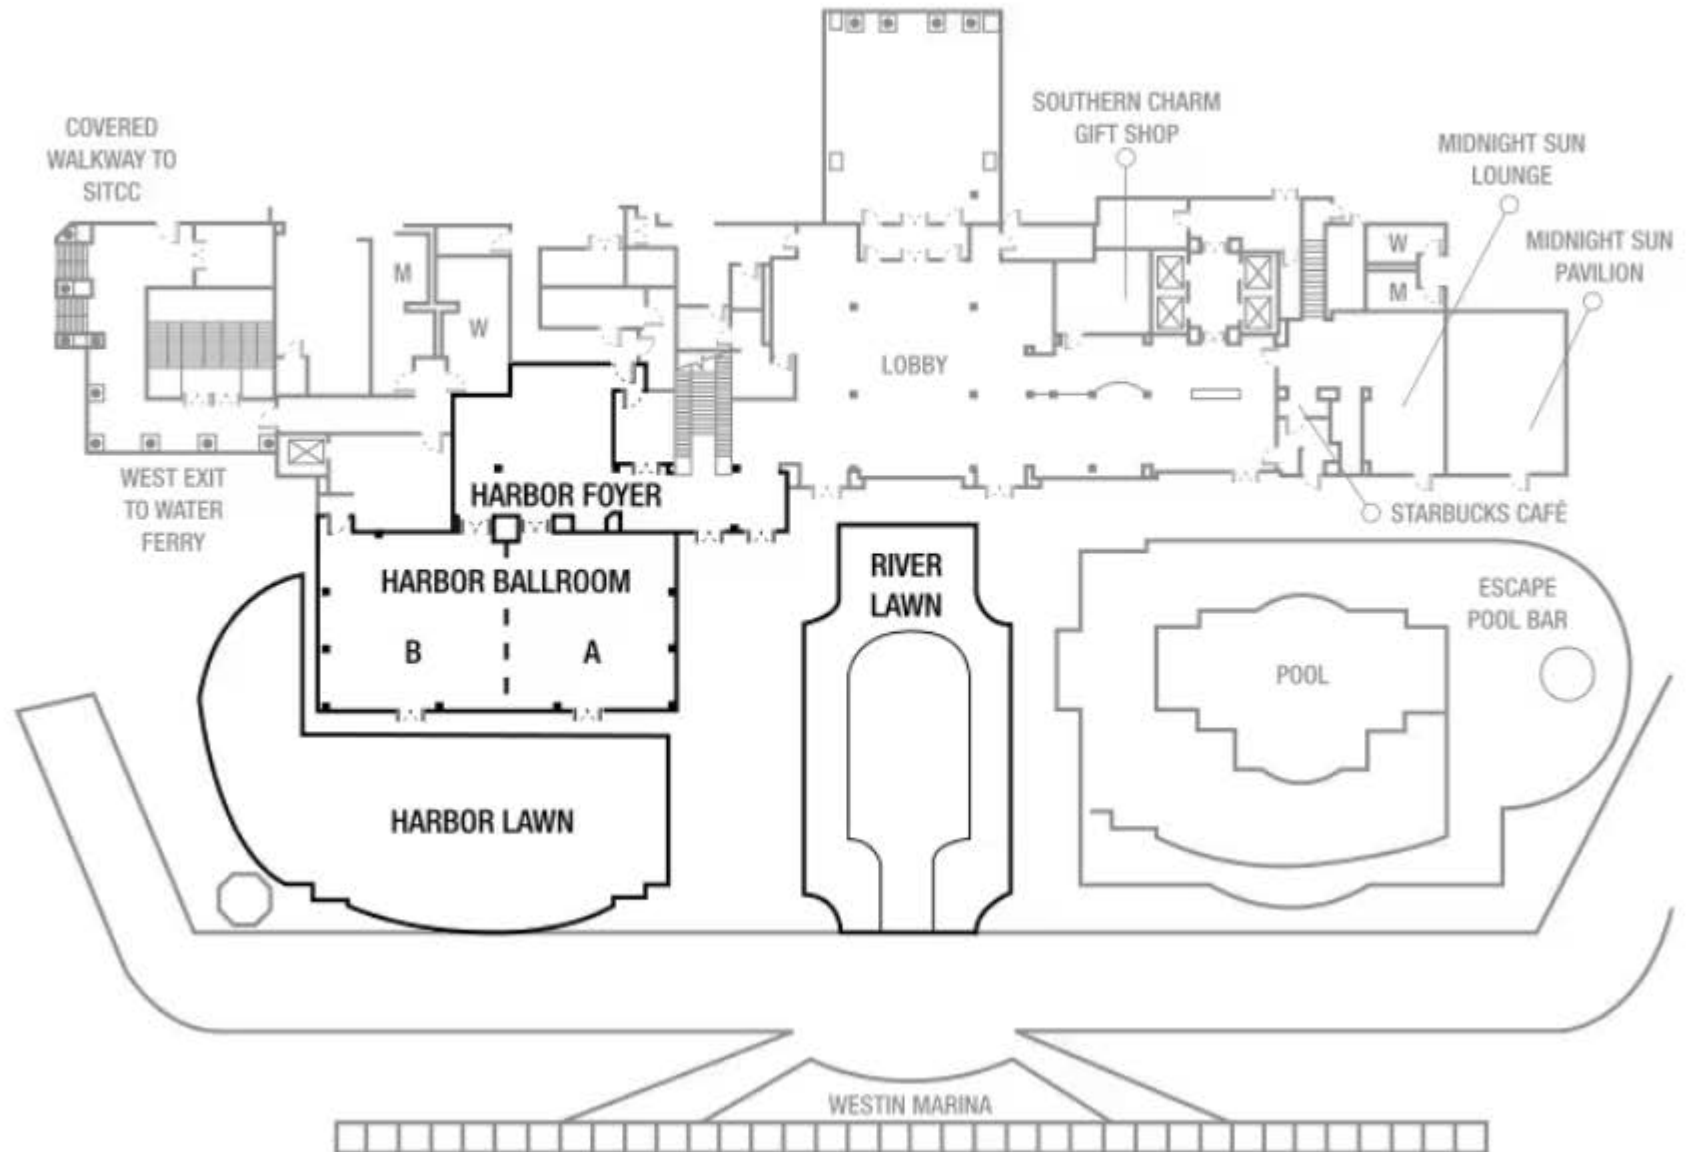 COVERED
WALKWAY TO
SITCC
SOUTHERN CHARM
GIFT SHOP
MIDNIGHT SUN
LOUNGE
MIDNIGHT SUN
PAVILION
M
W
W
M
LOBBY
WEST EXIT
TO WATER
FERRY
HARBOR FOYER
STARBUCKS CAFÉ
HARBOR BALLROOM
B
A
RIVER
LAWN
ESCAPE
POOL BAR
POOL
HARBOR LAWN
WESTIN MARINA